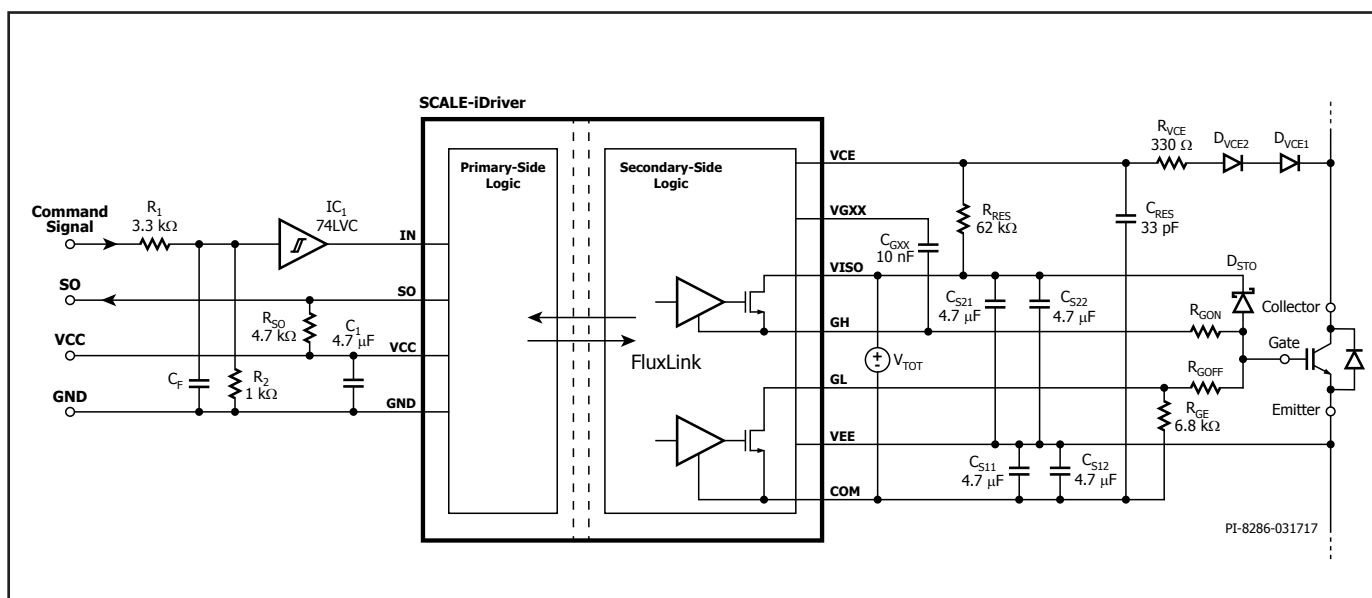 SCALE-iDriver
Primary-Side
Logic
Secondary-Side
Logic
FluxLink
Command
Signal
SO
VCC
GND
R1
3.3 kΩ
IC1
74LVC
RSO
4.7 kΩ
C1
4.7 µF
CF
R2
1 kΩ
IN
SO
VCC
GND
VCE
VGXX
VISO
GH
GL
VEE
COM
RVCE
330 Ω
DVCE2
DVCE1
RRES
62 kΩ
CRES
33 pF
CGXX
10 nF
DSTO
CS21
4.7 µF
CS22
4.7 µF
RGON
Collector
Gate
VTOT
RGOFF
RGE
6.8 kΩ
Emitter
CS11
4.7 µF
CS12
4.7 µF
PI-8286-031717